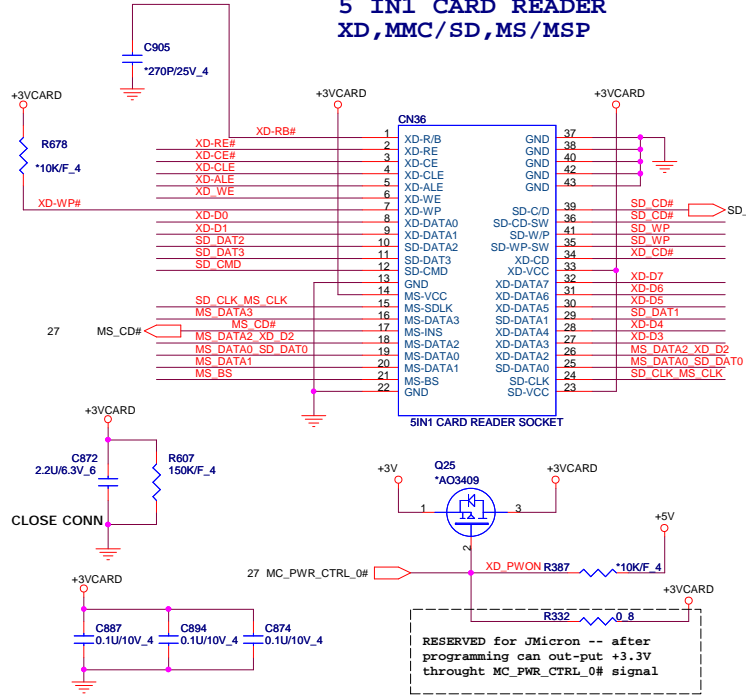 5 IN1 CARD READER
XD,MMC/SD,MS/MSP
C905
*270P/25V_4
+3VCARD
+3VCARD
+3VCARD
R678
*10K/F_4
CN36
XD-RB# 1 XD-R/B GND 37
XD-RE# 2 XD-RE GND 38
XD-CE# 3 XD-CE GND 40
XD-CLE 4 XD-CLE GND 42
XD-ALE 5 XD-ALE GND 43
XD_WE 6 XD-WE
XD-WP# 7 XD-WP SD-C/D 39 SD_CD# SD_
XD-D0 8 XD-DATA0 SD-CD-SW 36 SD_CD#
XD-D1 9 XD-DATA1 SD-W/P 41 SD_WP
SD_DAT2 10 SD-DATA2 SD-WP-SW 35 SD_WP
SD_DAT3 11 SD-DAT3 XD-CD 34 XD_CD#
SD_CMD 12 SD-CMD XD-VCC 33
13 GND XD-DATA7 32 XD-D7
14 MS-VCC XD-DATA6 31 XD-D6
SD_CLK_MS_CLK 15 MS-SDLK XD-DATA5 30 XD-D5
MS_DATA3 16 MS-DATA3 SD-DATA1 29 SD_DAT1
27 MS_CD# MS_CD# 17 MS-INS XD-DATA4 28 XD-D4
MS_DATA2_XD_D2 18 MS-DATA2 XD-DATA3 27 XD-D3
MS_DATA0_SD_DAT0 19 MS-DATA0 XD-DATA2 26 MS_DATA2_XD_D2
MS_DATA1 20 MS-DATA1 SD-DATA0 25 MS_DATA0_SD_DAT0
MS_BS 21 MS-BS SD-CLK 24 SD_CLK_MS_CLK
22 GND SD-VCC 23
5IN1 CARD READER SOCKET
+3VCARD
C872
2.2U/6.3V_6
R607
150K/F_4
CLOSE CONN
+3V
Q25
*AO3409
+3VCARD
1
3
2
+5V
27 MC_PWR_CTRL_0#
XD_PWON
R387
*10K/F_4
+3VCARD
R332
0_8
+3VCARD
C887
0.1U/10V_4
C894
0.1U/10V_4
C874
0.1U/10V_4
RESERVED for JMicron -- after
programming can out-put +3.3V
throught MC_PWR_CTRL_0# signal